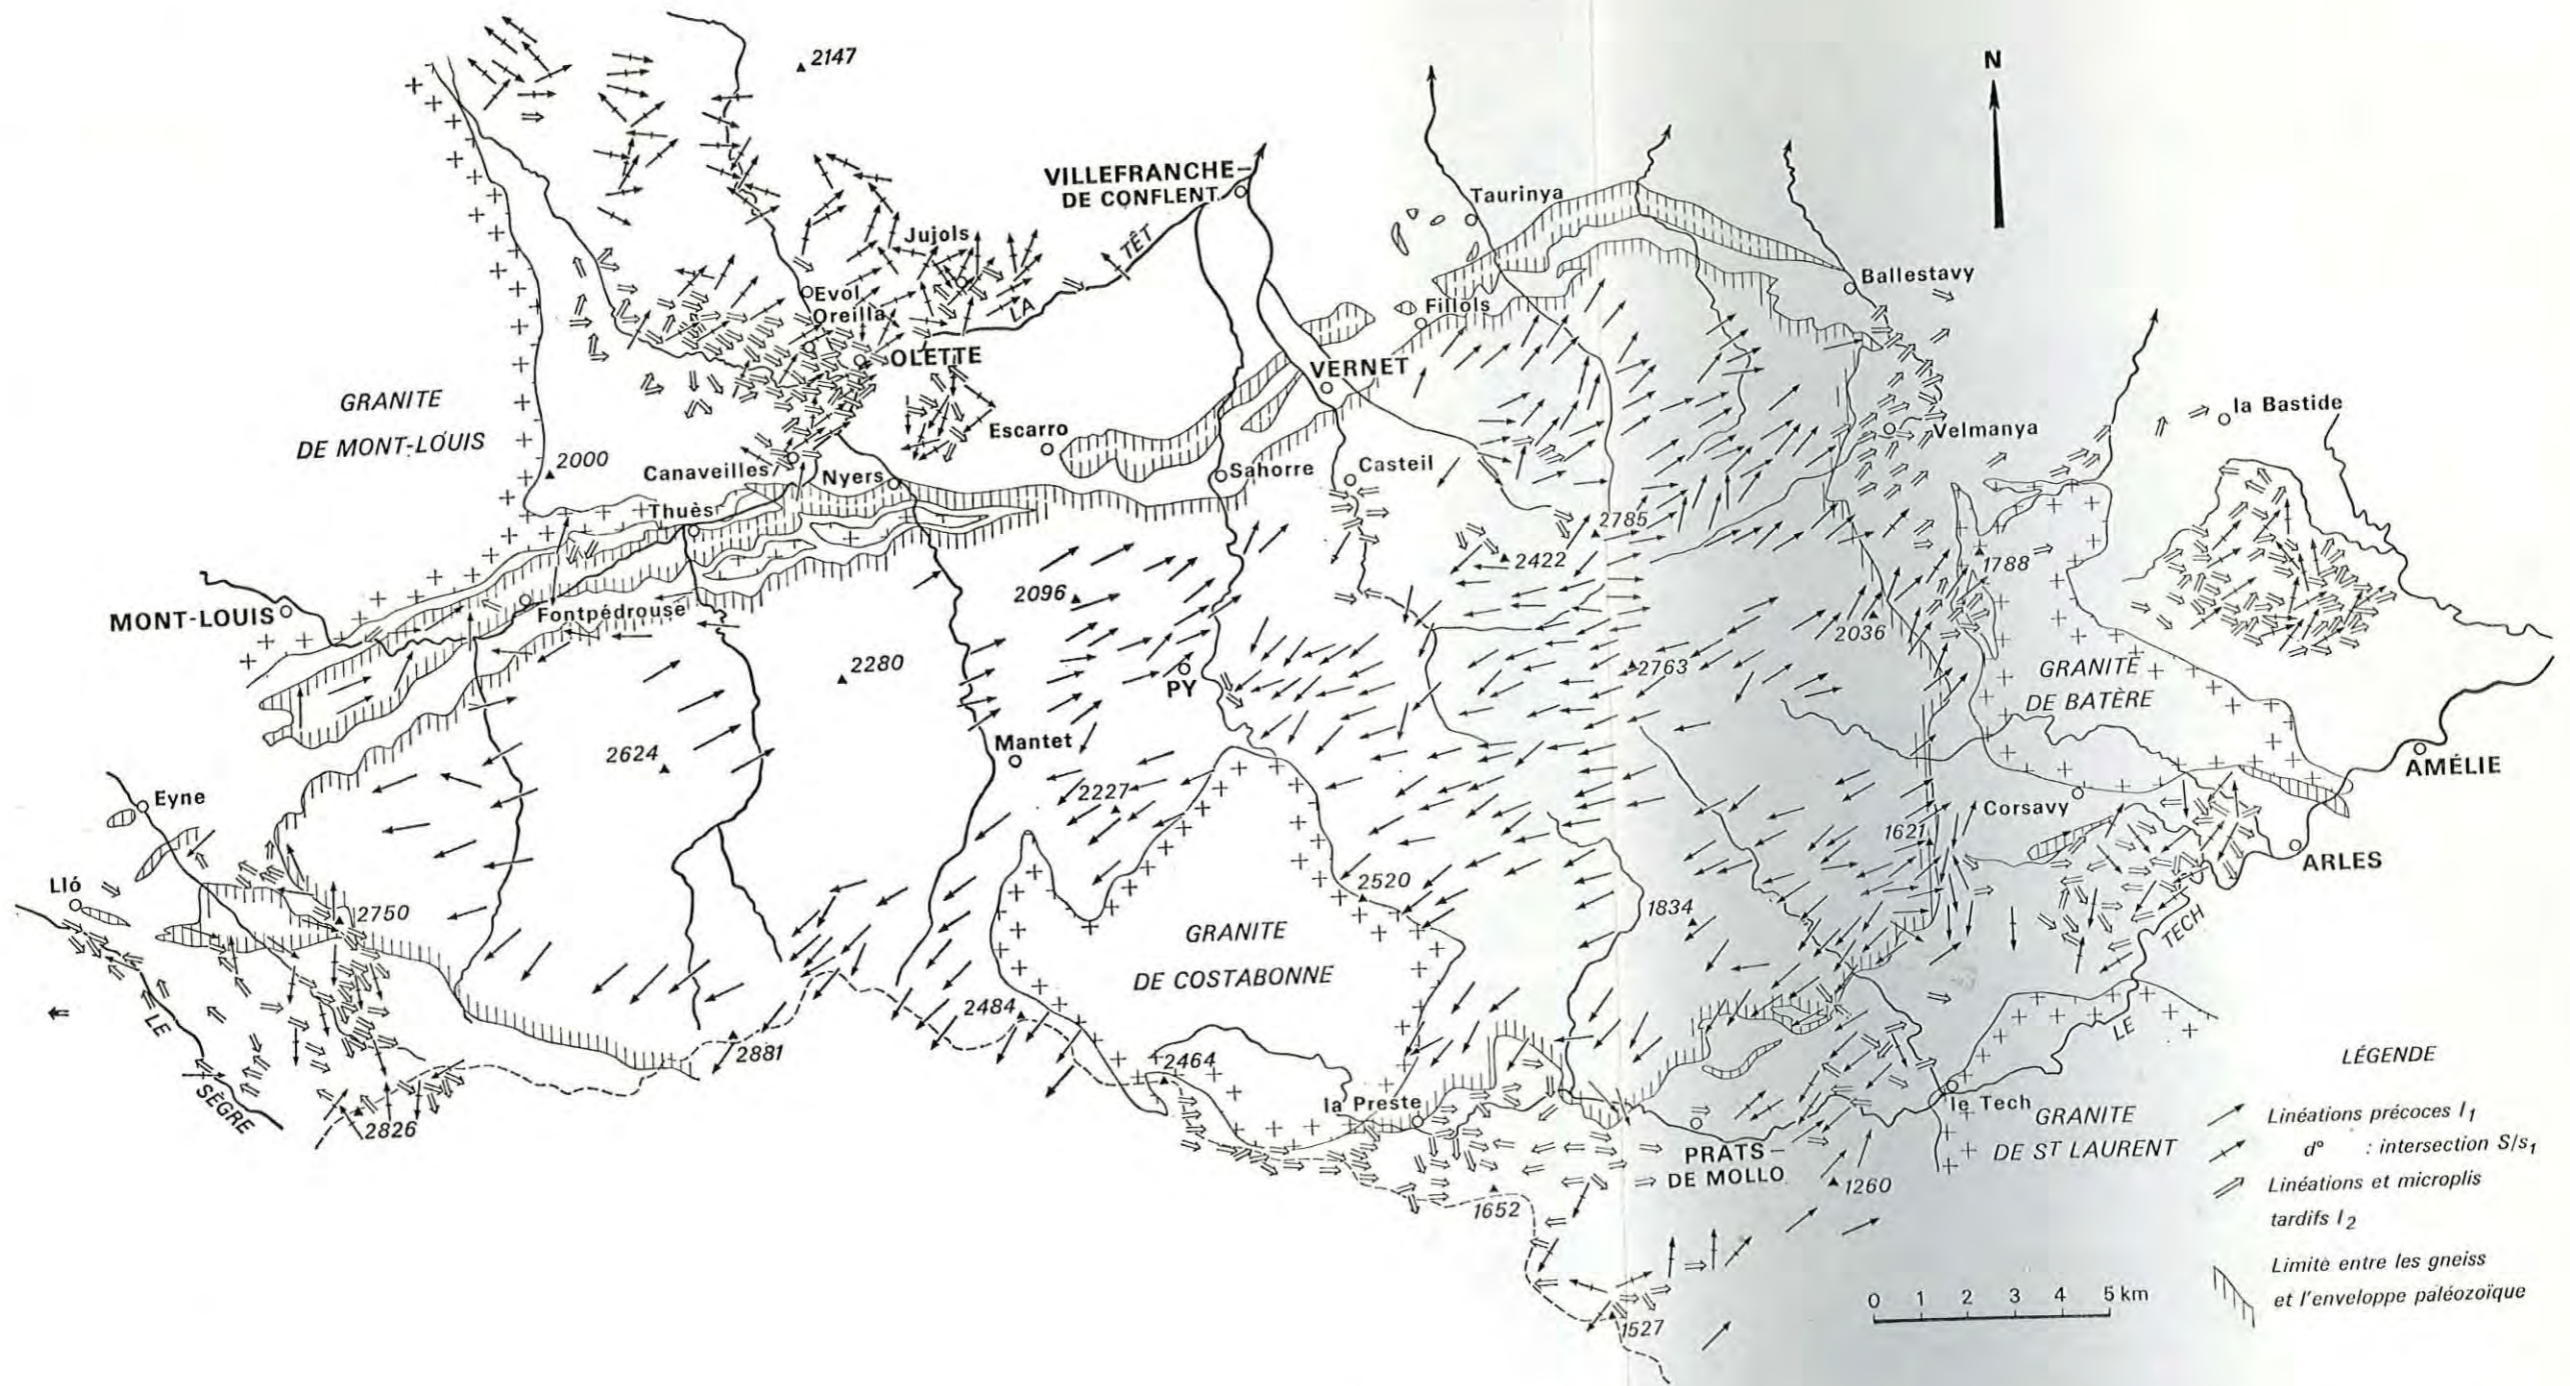 2147
N
VILLEFRANCHE-
DE CONFLENT
Taurinya
TÊT
Jujols
LA
Ballestavy
Evol
Oreilla
Fillols
OLETTE
VERNET
GRANITE
DE MONT-LOUIS
la Bastide
Escarro
Velmanya
2000
Canaveilles
Nyers
Sahorre
Casteil
Thuès
2785
2422
1788
2096
MONT-LOUIS
Fontpédrouse
2036
2280
2763
PY
GRANITE
DE BATÈRE
2624
Mantet
AMÉLIE
2227
Eyne
Corsavy
1621
ARLES
Lló
2520
2750
1834
GRANITE
DE COSTABONNE
TECH
2484
LE
LE
2881
2464
LÉGENDE
SÈGRE
la Preste
le Tech
2826
GRANITE
DE ST LAURENT
Linéations précoces l1
d° : intersection S/s1
PRATS-
DE MOLLO
1260
Linéations et microplis
tardifs l2
1652
Limite entre les gneiss
et l'enveloppe paléozoïque
0 1 2 3 4 5 km
1527